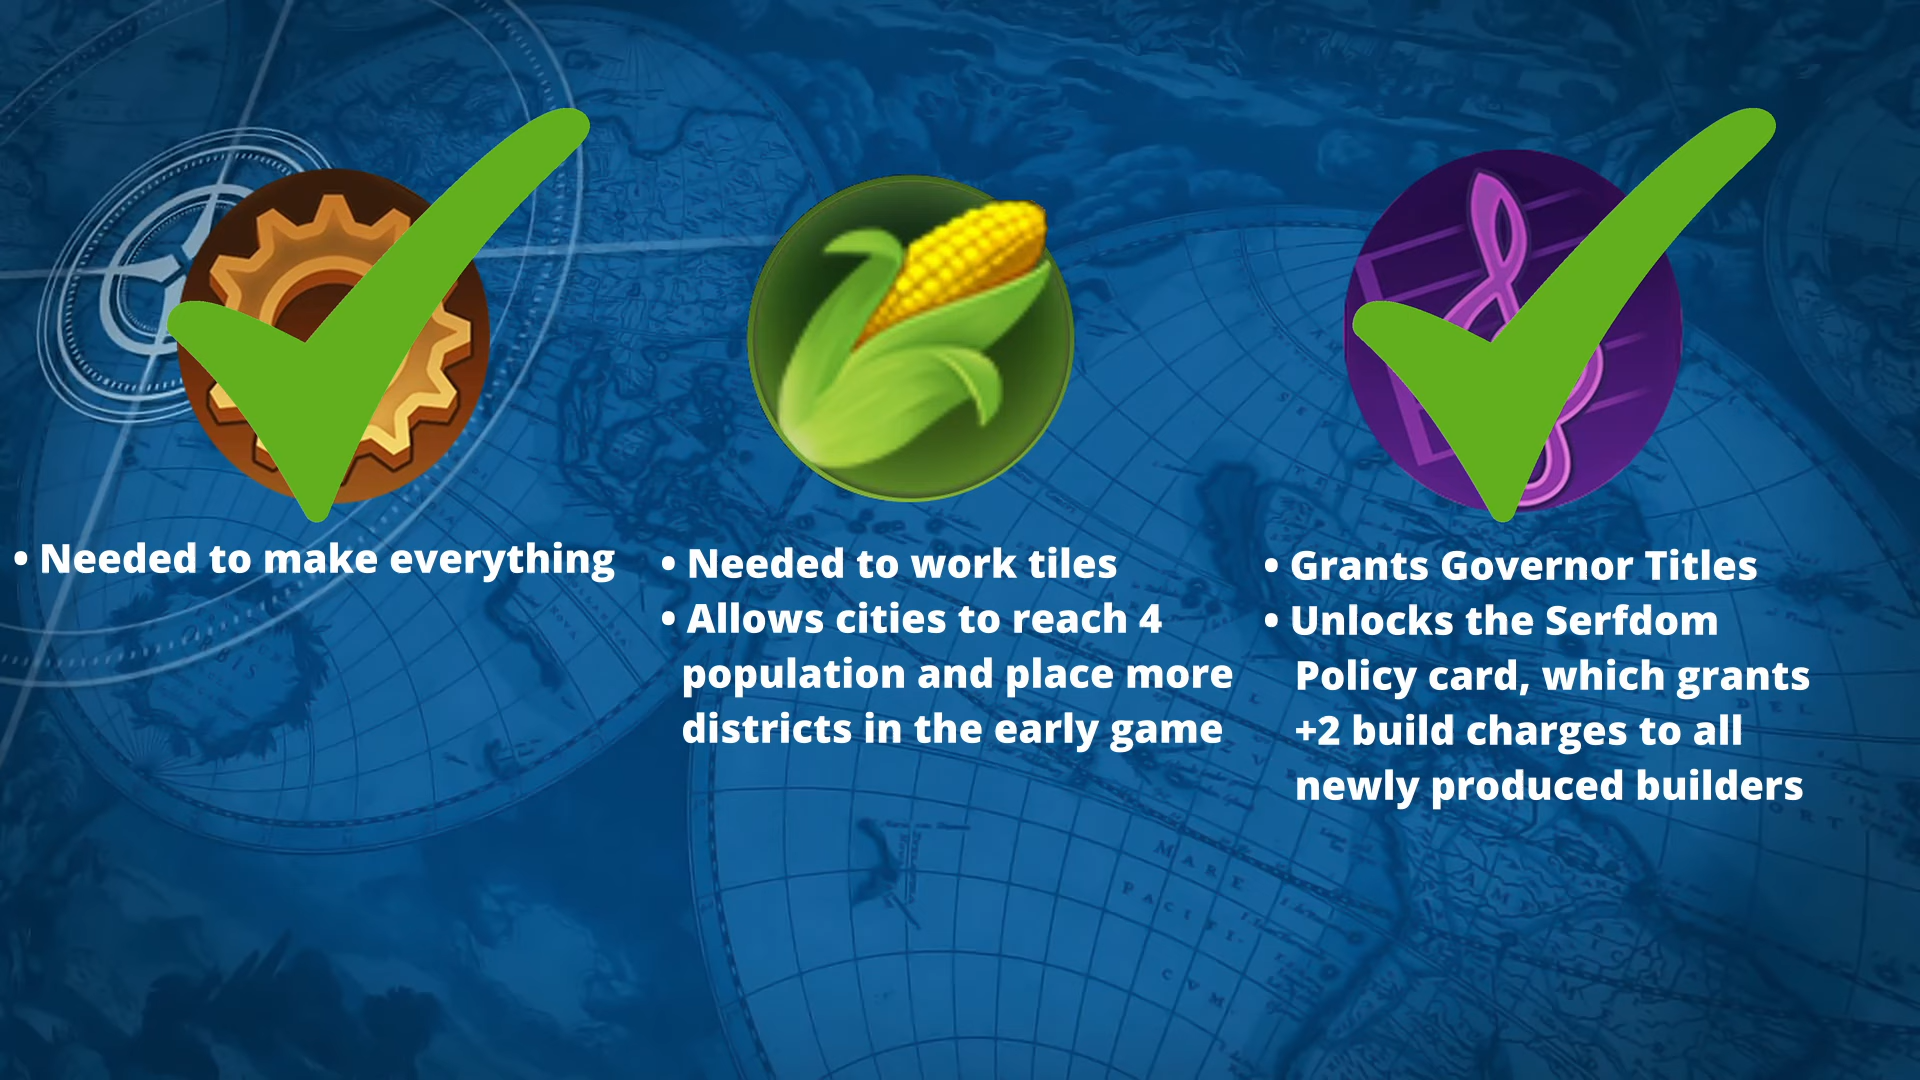 • Needed to make everything
• Needed to work tiles
• Allows cities to reach 4
population and place more
districts in the early game
• Grants Governor Titles
• Unlocks the Serfdom
Policy card, which grants
+2 build charges to all
newly produced builders
MARE